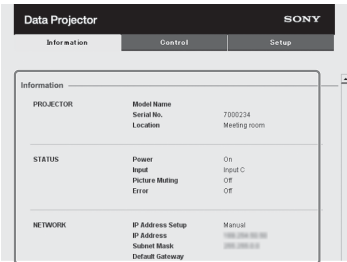 Data Projector SONY
Information Control Setup
Information
PROJECTOR Model Name
Serial No. 7000234
Location Meeting room
STATUS Power On
Input Input C
Picture Muting Off
Error Off
NETWORK IP Address Setup Manual
IP Address
Subnet Mask
Default Gateway